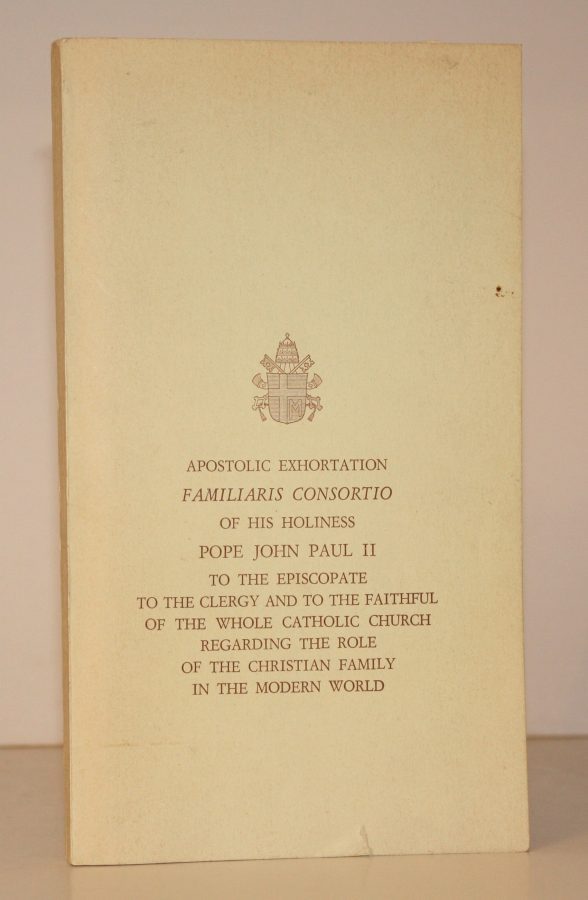 APOSTOLIC EXHORTATION
FAMILIARIS CONSORTIO
OF HIS HOLINESS
POPE JOHN PAUL II
TO THE EPISCOPATE
TO THE CLERGY AND TO THE FAITHFUL
OF THE WHOLE CATHOLIC CHURCH
REGARDING THE ROLE
OF THE CHRISTIAN FAMILY
IN THE MODERN WORLD